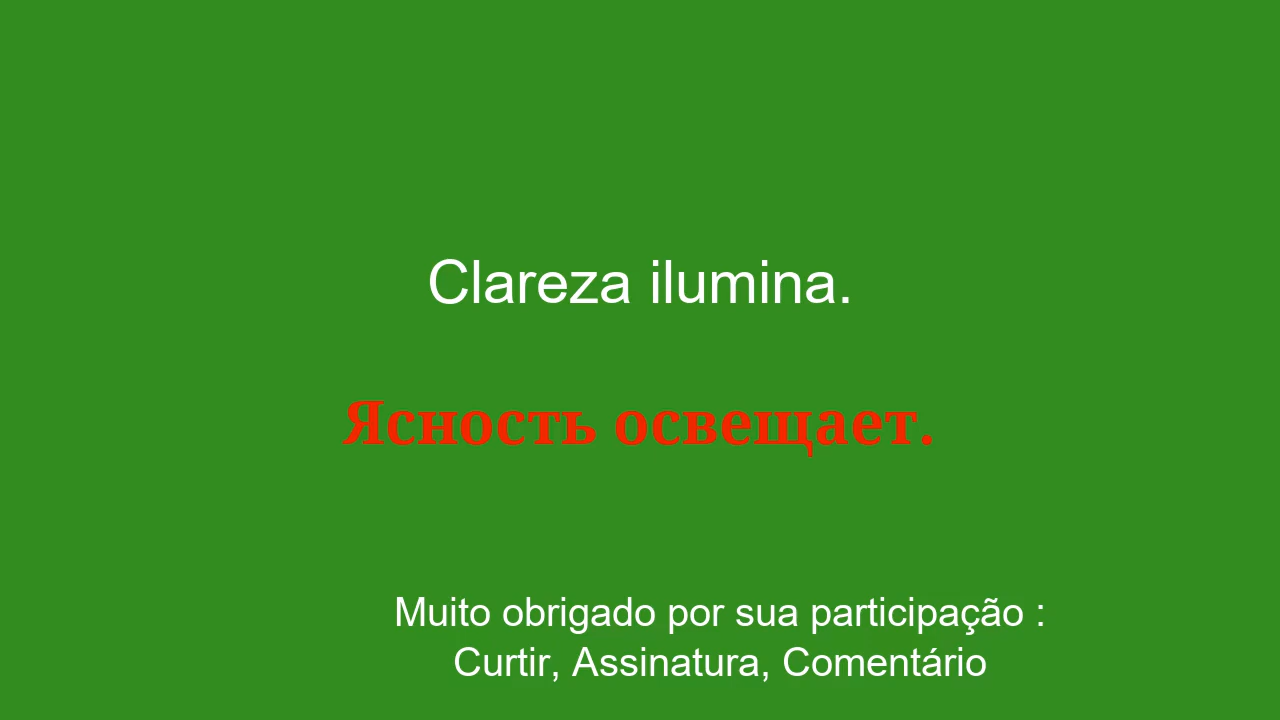 Clareza ilumina.
Ясность освещает.
Muito obrigado por sua participação :
Curtir, Assinatura, Comentário